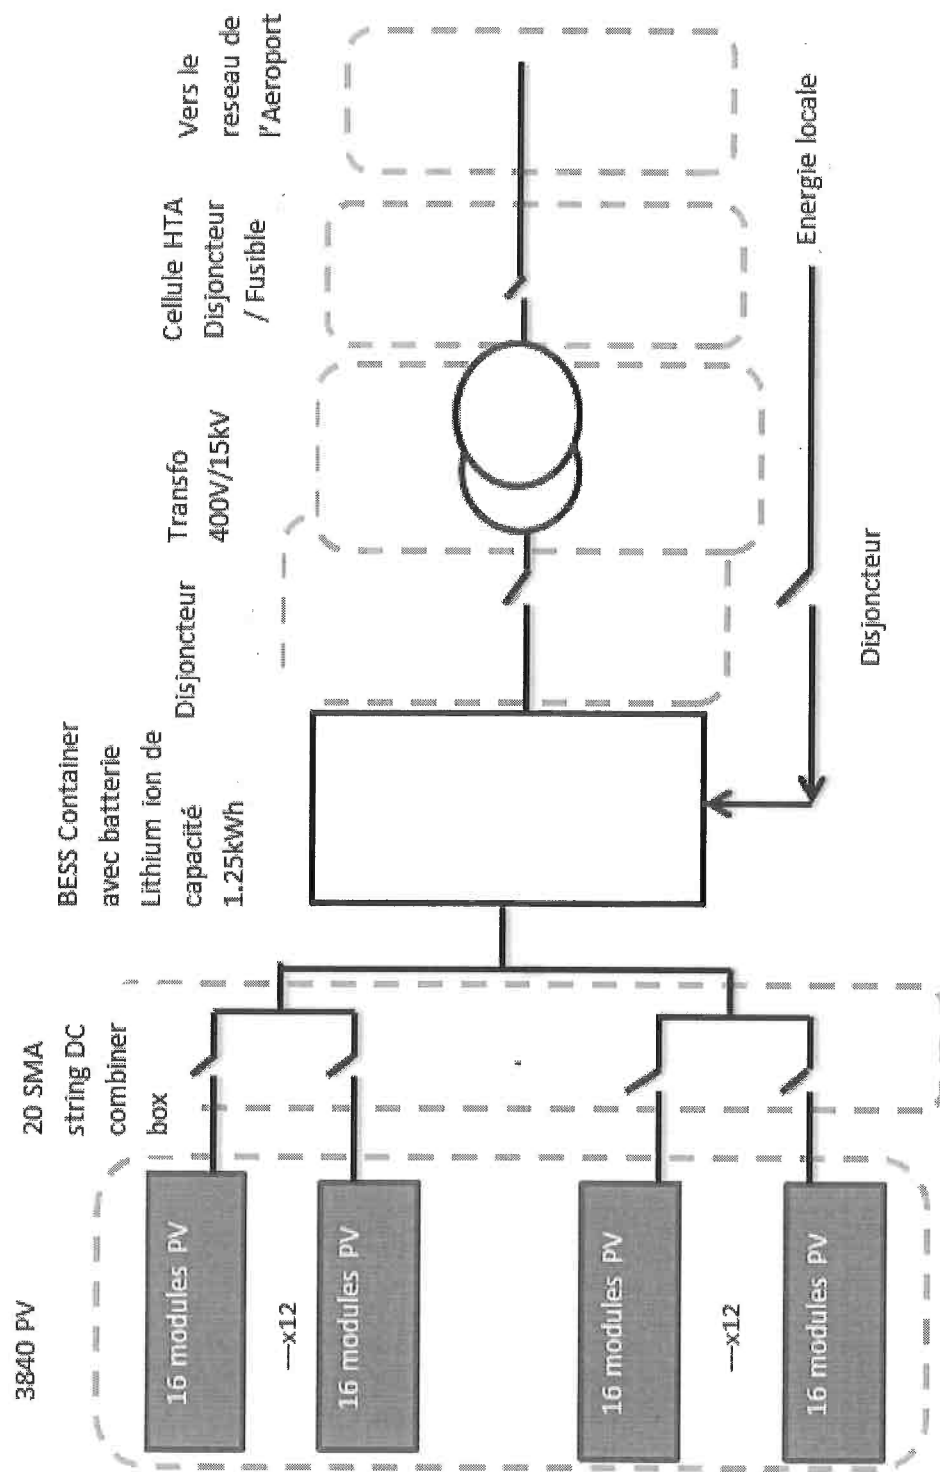 3840 PV
16 modules PV
---x12
16 modules PV
16 modules PV
---x12
16 modules PV
20 SMA
string DC
combiner
box
BESS Container
avec batterie
Lithium ion de
capacité
1.25kWh
Disjoncteur
Transfo
400V/15kV
Cellule HTA
Disjoncteur
/ Fusible
Vers le
reseau de
l'Aeroport
Disjoncteur
Energie locale